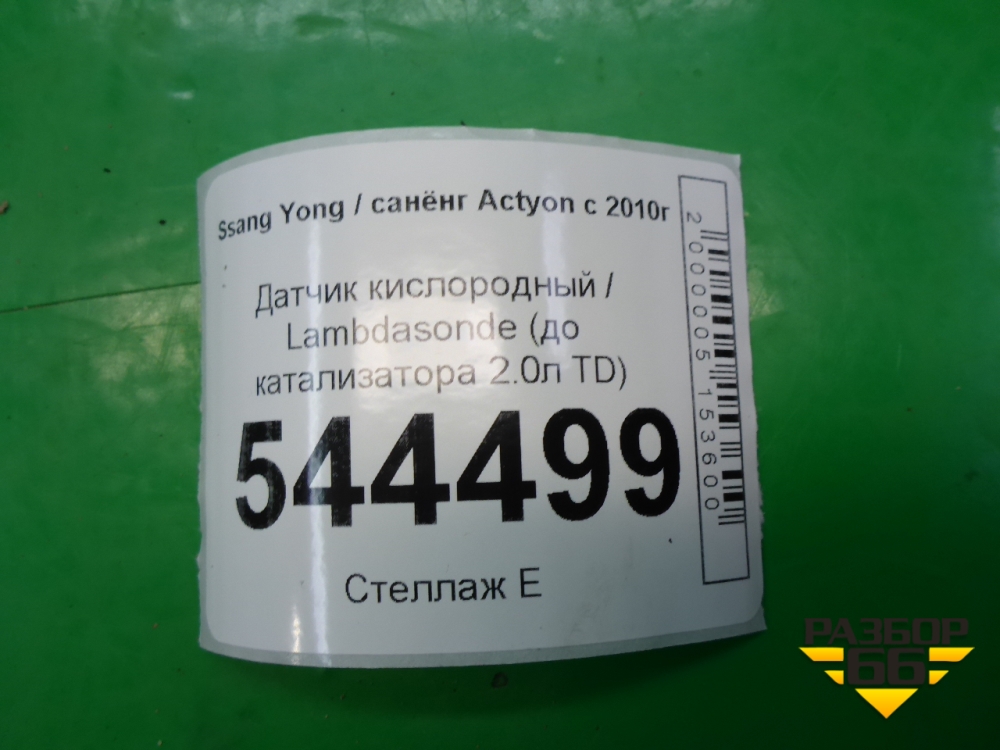 Ssang Yong / санёнг Actyon с 2010г
Датчик кислородный /
Lambdasonde (до
катализатора 2.0л TD)
544499
Стеллаж Е
2000005153600
РАЗБОР
66